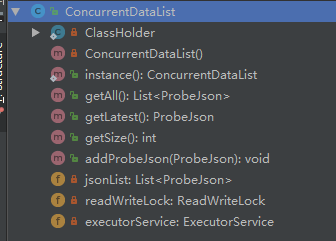 ConcurrentDataList
ClassHolder
ConcurrentDataList()
instance(): ConcurrentDataList
getAll(): List<ProbeJson>
getLatest(): ProbeJson
getSize(): int
addProbeJson(ProbeJson): void
jsonList: List<ProbeJson>
readWriteLock: ReadWriteLock
executorService: ExecutorService